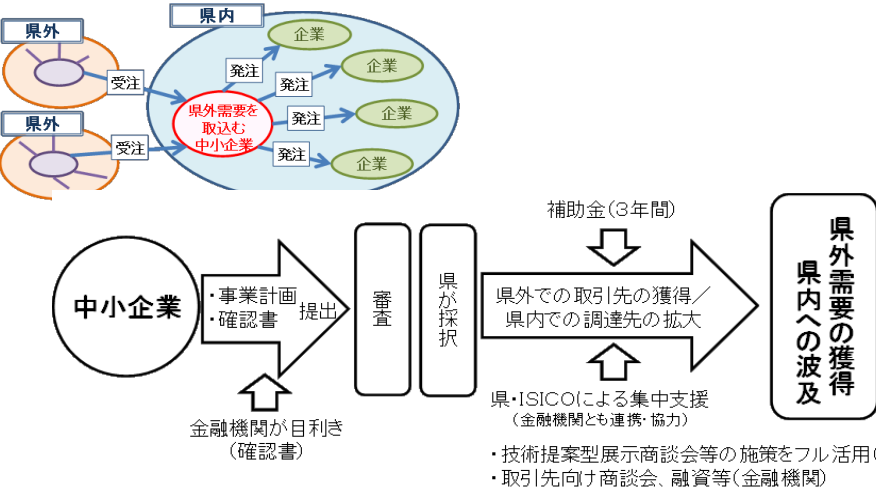 県内
県外
企業
受注
発注
企業
発注
県外需要を
取込む
中小企業
企業
発注
県外
受注
発注
企業
補助金(3年間)
中小企業
・事業計画
・確認書
提出
審査
県が採択
県外での取引先の獲得/
県内での調達先の拡大
県外需要の獲得
県内への波及
金融機関が目利き
(確認書)
県・ISICOによる集中支援
(金融機関とも連携・協力)
・技術提案型展示商談会等の施策をフル活用(
・取引先向け商談会、融資等(金融機関)